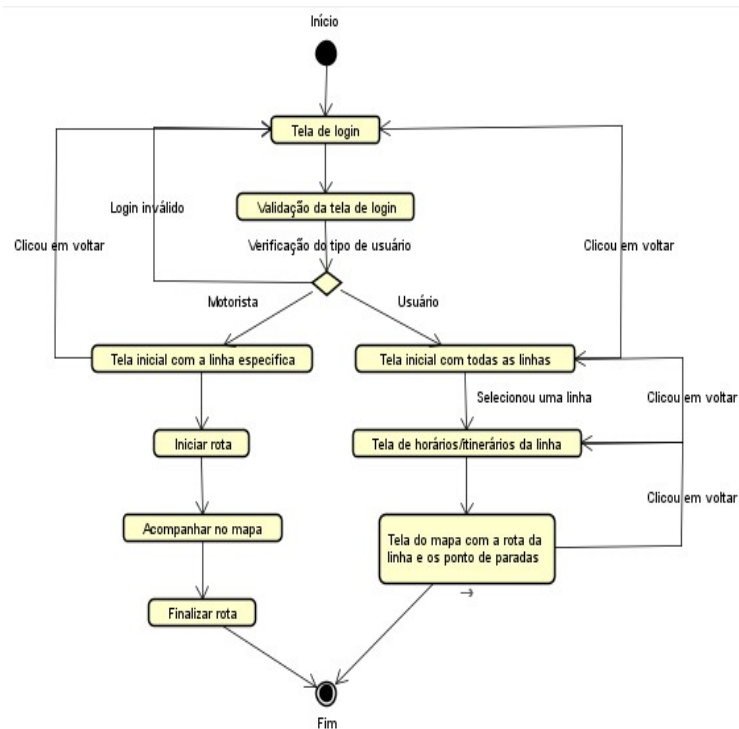 Início
Tela de login
Validação da tela de login
Login inválido
Verificação do tipo de usuário
Clicou em voltar
Clicou em voltar
Motorista
Usuário
Tela inicial com a linha especifica
Tela inicial com todas as linhas
Selecionou uma linha
Clicou em voltar
Iniciar rota
Tela de horários/itinerários da linha
Clicou em voltar
Acompanhar no mapa
Tela do mapa com a rota da
linha e os ponto de paradas
Finalizar rota
Fim